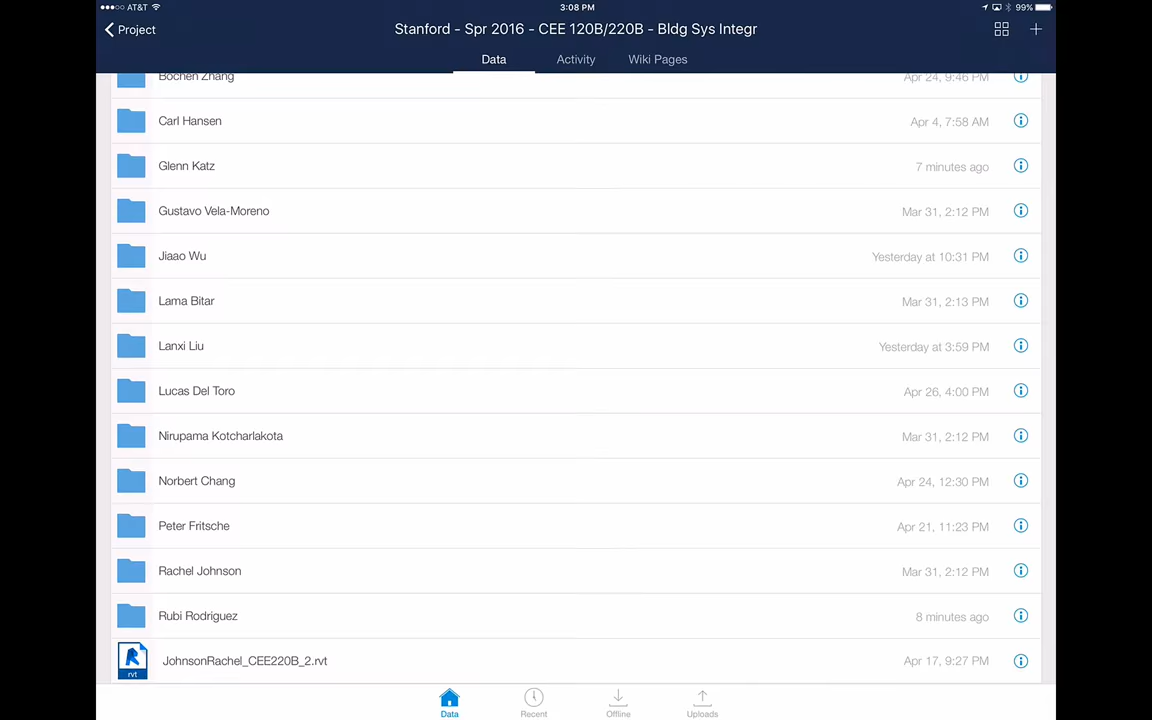 AT&T 3:08 PM 99%
Project Stanford - Spr 2016 - CEE 120B/220B - Bldg Sys Integr
Data Activity Wiki Pages
Bochen Zhang Apr 24, 9:46 PM
Carl Hansen Apr 4, 7:58 AM
Glenn Katz 7 minutes ago
Gustavo Vela-Moreno Mar 31, 2:12 PM
Jiaao Wu Yesterday at 10:31 PM
Lama Bitar Mar 31, 2:13 PM
Lanxi Liu Yesterday at 3:59 PM
Lucas Del Toro Apr 26, 4:00 PM
Nirupama Kotcharlakota Mar 31, 2:12 PM
Norbert Chang Apr 24, 12:30 PM
Peter Fritsche Apr 21, 11:23 PM
Rachel Johnson Mar 31, 2:12 PM
Rubi Rodriguez 8 minutes ago
rvt JohnsonRachel_CEE220B_2.rvt Apr 17, 9:27 PM
Data Recent Offline Uploads